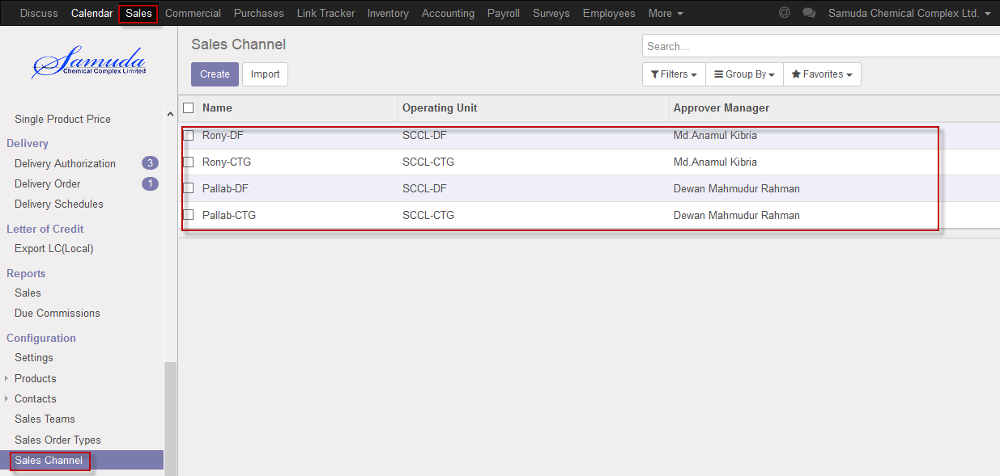 Discuss Calendar Sales Commercial Purchases Link Tracker Inventory Accounting Payroll Surveys Employees More @ Samuda Chemical Complex Ltd.
Samuda
Chemical Complex Limited
Single Product Price
Delivery
Delivery Authorization 3
Delivery Order 1
Delivery Schedules
Letter of Credit
Export LC(Local)
Reports
Sales
Due Commissions
Configuration
Settings
Products
Contacts
Sales Teams
Sales Order Types
Sales Channel
Sales Channel
Search...
Create Import
Filters Group By Favorites
Name Operating Unit Approver Manager
Rony-DF SCCL-DF Md.Anamul Kibria
Rony-CTG SCCL-CTG Md.Anamul Kibria
Pallab-DF SCCL-DF Dewan Mahmudur Rahman
Pallab-CTG SCCL-CTG Dewan Mahmudur Rahman